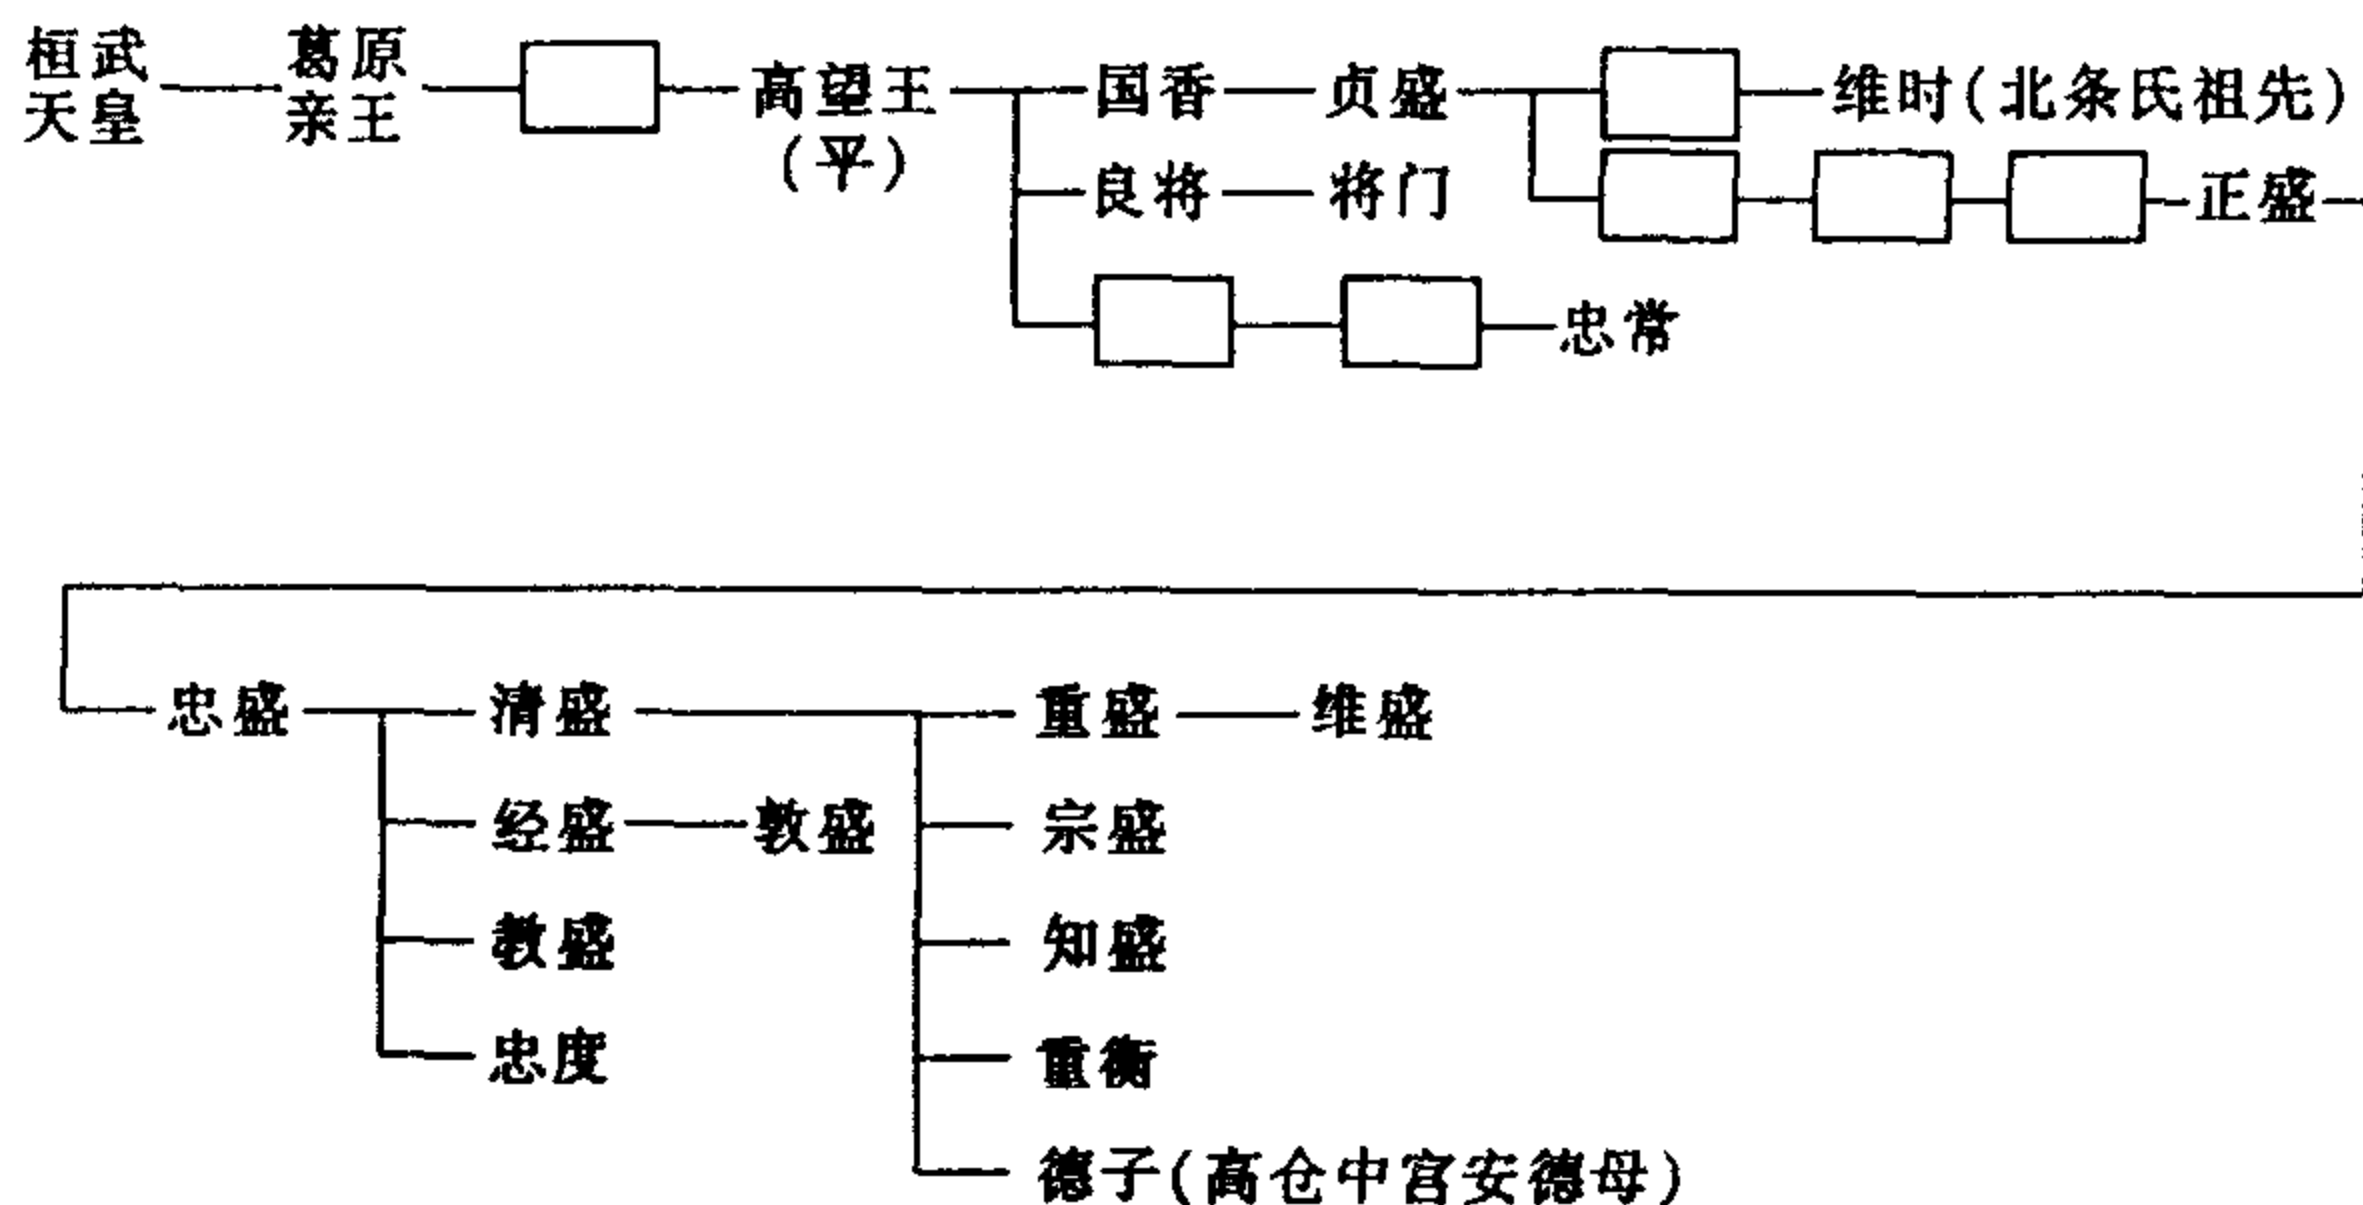 桓武天皇 葛原亲王 高望王(平) 国香 贞盛 维时(北条氏祖先)
良将 将门 正盛
忠常
忠盛 清盛 重盛 维盛
经盛 敦盛 宗盛
教盛 知盛
忠度 重衡
德子(高仓中宫安德母)